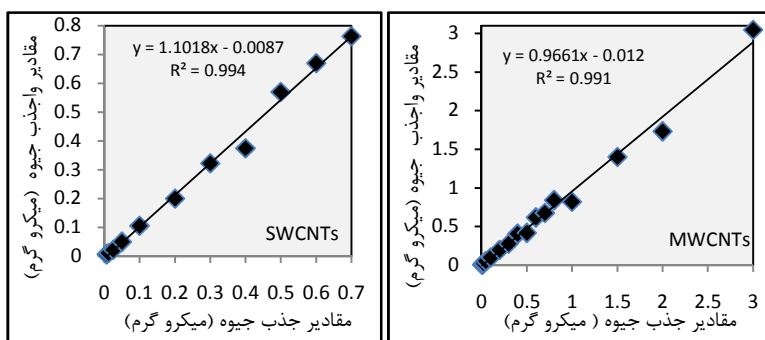 مقادیر واجذب جیوه (میکرو گرم)
0.8
0.7
0.6
0.5
0.4
0.3
0.2
0.1
0
y = 1.1018x - 0.0087
R² = 0.994
SWCNTs
0 0.1 0.2 0.3 0.4 0.5 0.6 0.7
مقادیر جذب جیوه (میکرو گرم)
مقادیر واجذب جیوه (میکرو گرم)
3
2.5
2
1.5
1
0.5
0
y = 0.9661x - 0.012
R² = 0.991
MWCNTs
0 0.5 1 1.5 2 2.5 3
مقادیر جذب جیوه ( میکرو گرم)